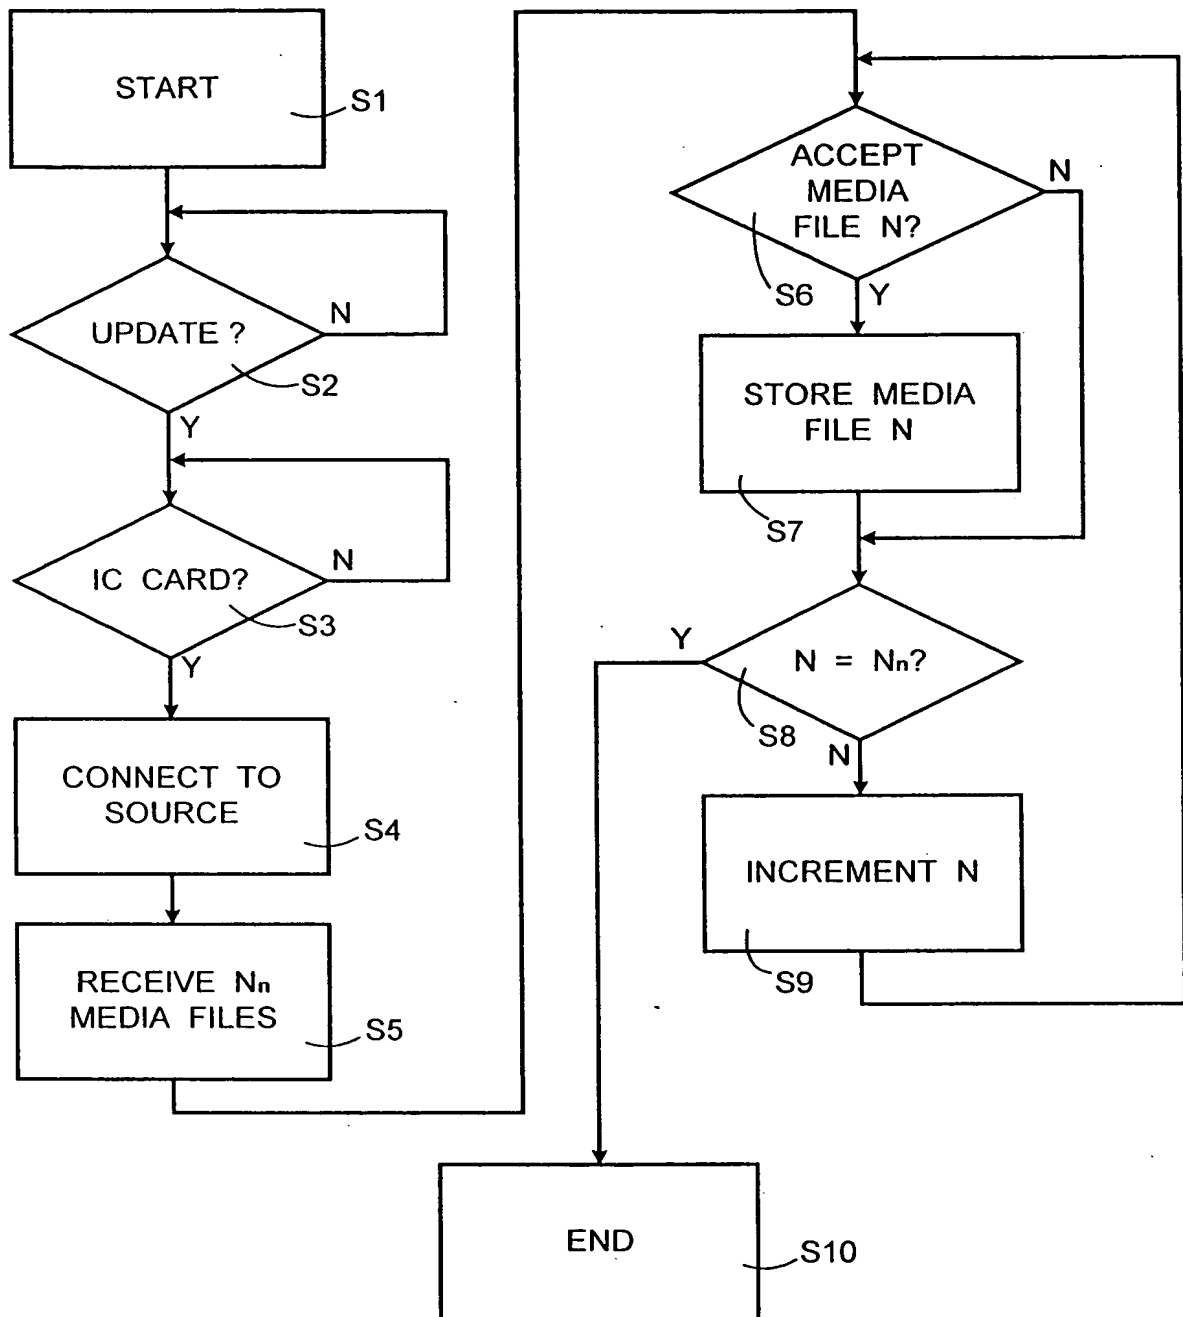 START
S1
UPDATE ?
N
S2
Y
IC CARD?
N
S3
Y
CONNECT TO
SOURCE
S4
RECEIVE Nn
MEDIA FILES
S5
ACCEPT
MEDIA
FILE N?
N
S6
Y
STORE MEDIA
FILE N
S7
Y
N = Nn?
S8
N
INCREMENT N
S9
END
S10